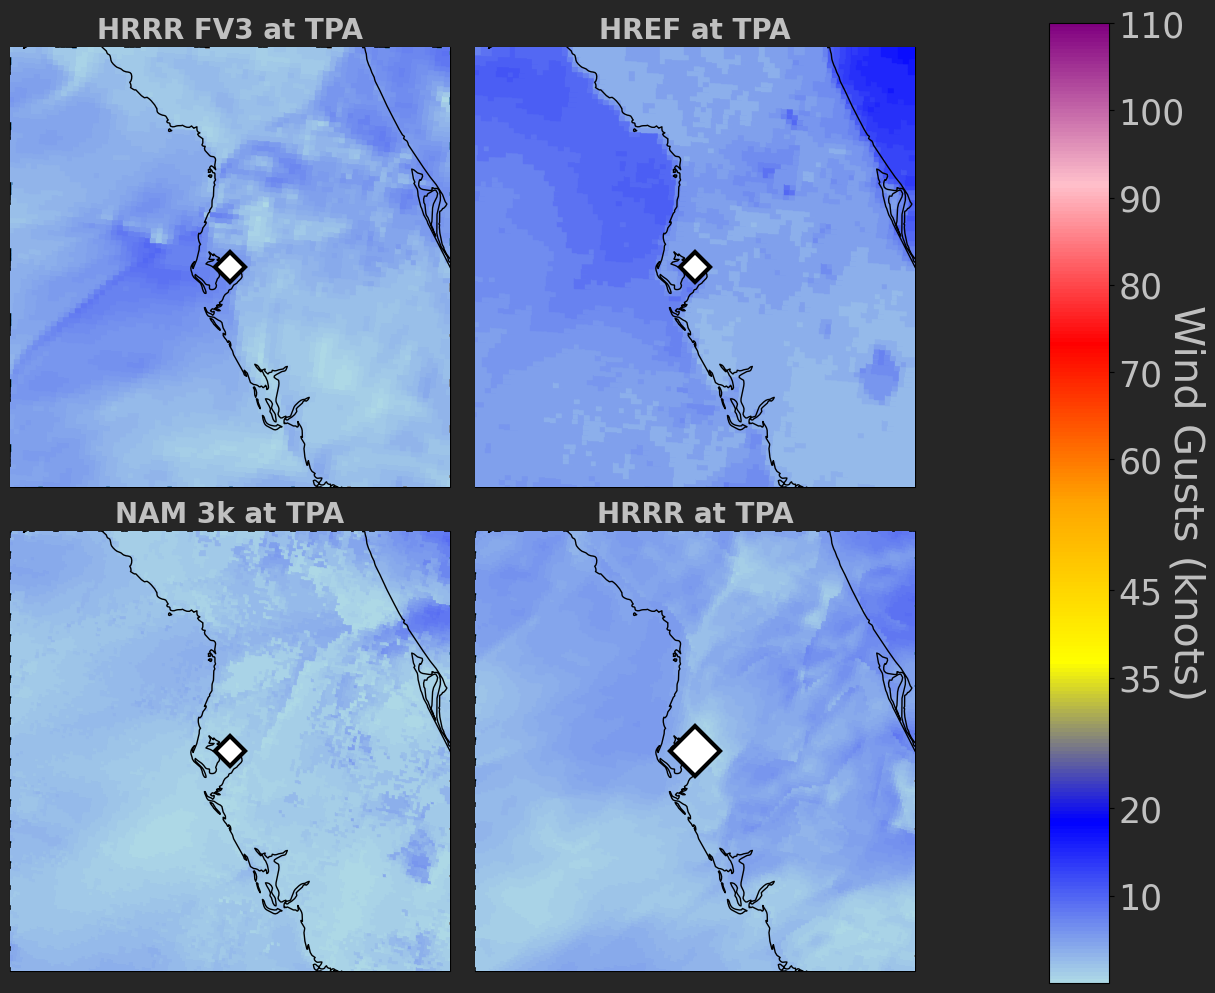 HRRR FV3 at TPA
HREF at TPA
NAM 3k at TPA
HRRR at TPA
110
100
90
80
70
60
45
35
20
10
Wind Gusts (knots)